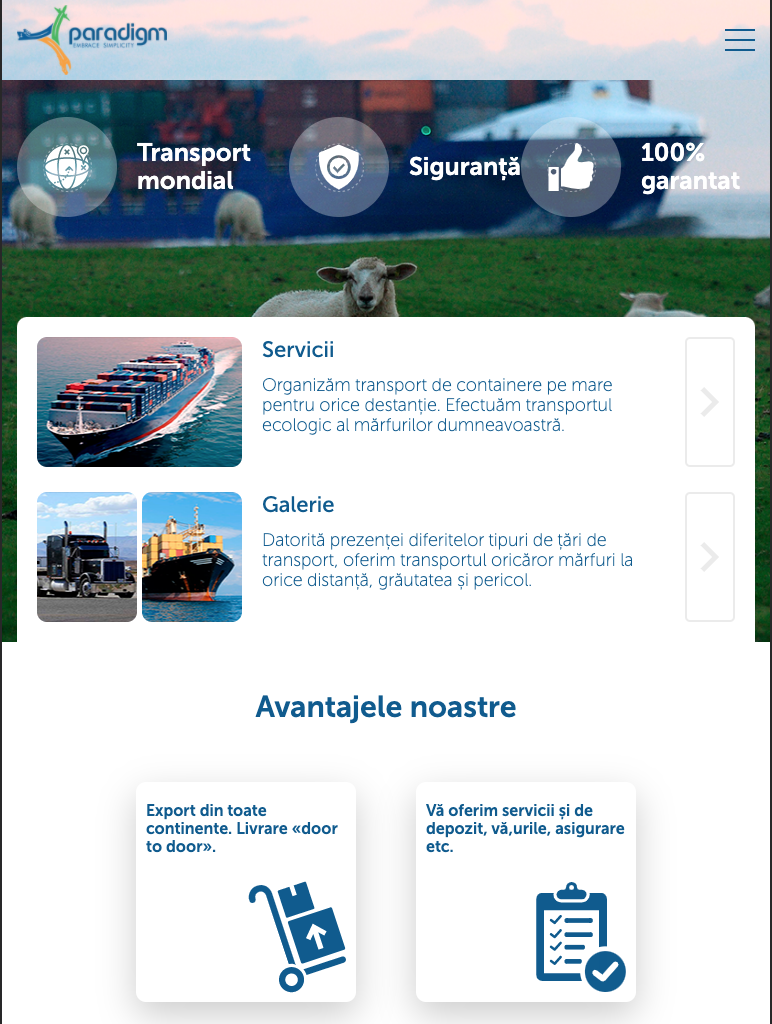 paradigm
EMBRACE SIMPLICITY
Transport
mondial
Siguranță
100%
garantat
Servicii
Organizăm transport de containere pe mare
pentru orice destanție. Efectuăm transportul
ecologic al mărfurilor dumneavoastră.
Galerie
Datorită prezenței diferitelor tipuri de țări de
transport, oferim transportul oricăror mărfuri la
orice distanță, grăutatea și pericol.
Avantajele noastre
Export din toate
continente. Livrare «door
to door».
Vă oferim servicii și de
depozit, vă,urile, asigurare
etc.